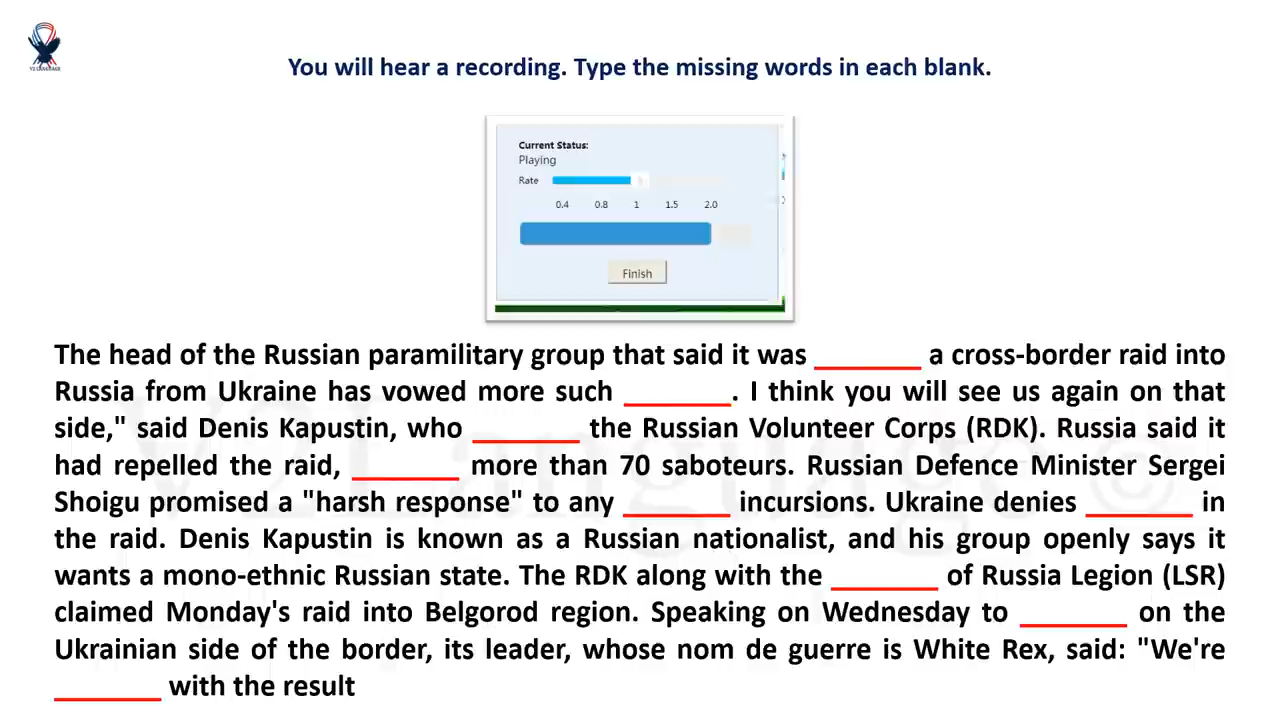 V2 LANGUAGE
You will hear a recording. Type the missing words in each blank.
Current Status:
Playing
Rate
0.4 0.8 1 1.5 2.0
Finish
The head of the Russian paramilitary group that said it was ________ a cross-border raid into
Russia from Ukraine has vowed more such ________. I think you will see us again on that
side," said Denis Kapustin, who ________ the Russian Volunteer Corps (RDK). Russia said it
had repelled the raid, ________ more than 70 saboteurs. Russian Defence Minister Sergei
Shoigu promised a "harsh response" to any ________ incursions. Ukraine denies ________ in
the raid. Denis Kapustin is known as a Russian nationalist, and his group openly says it
wants a mono-ethnic Russian state. The RDK along with the ________ of Russia Legion (LSR)
claimed Monday's raid into Belgorod region. Speaking on Wednesday to ________ on the
Ukrainian side of the border, its leader, whose nom de guerre is White Rex, said: "We're
________ with the result
V2Language ©